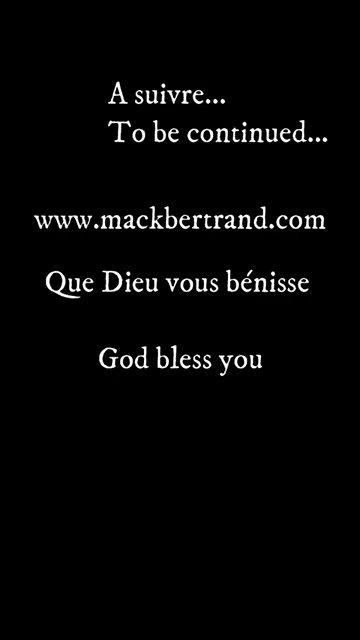 A suivre...
To be continued...
www.mackbertrand.com
Que Dieu vous bénisse
God bless you